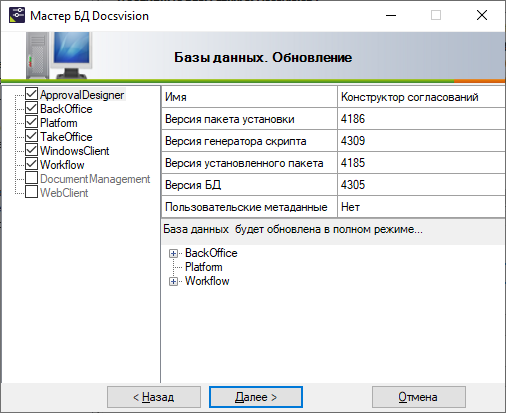 Мастер БД Docsvision
Базы данных. Обновление
ApprovalDesigner
BackOffice
Platform
TakeOffice
WindowsClient
Workflow
DocumentManagement
WebClient
Имя Конструктор согласований
Версия пакета установки 4186
Версия генератора скрипта 4309
Версия установленного пакета 4185
Версия БД 4305
Пользовательские метаданные Нет
База данных будет обновлена в полном режиме...
BackOffice
Platform
Workflow
< Назад
Далее >
Отмена